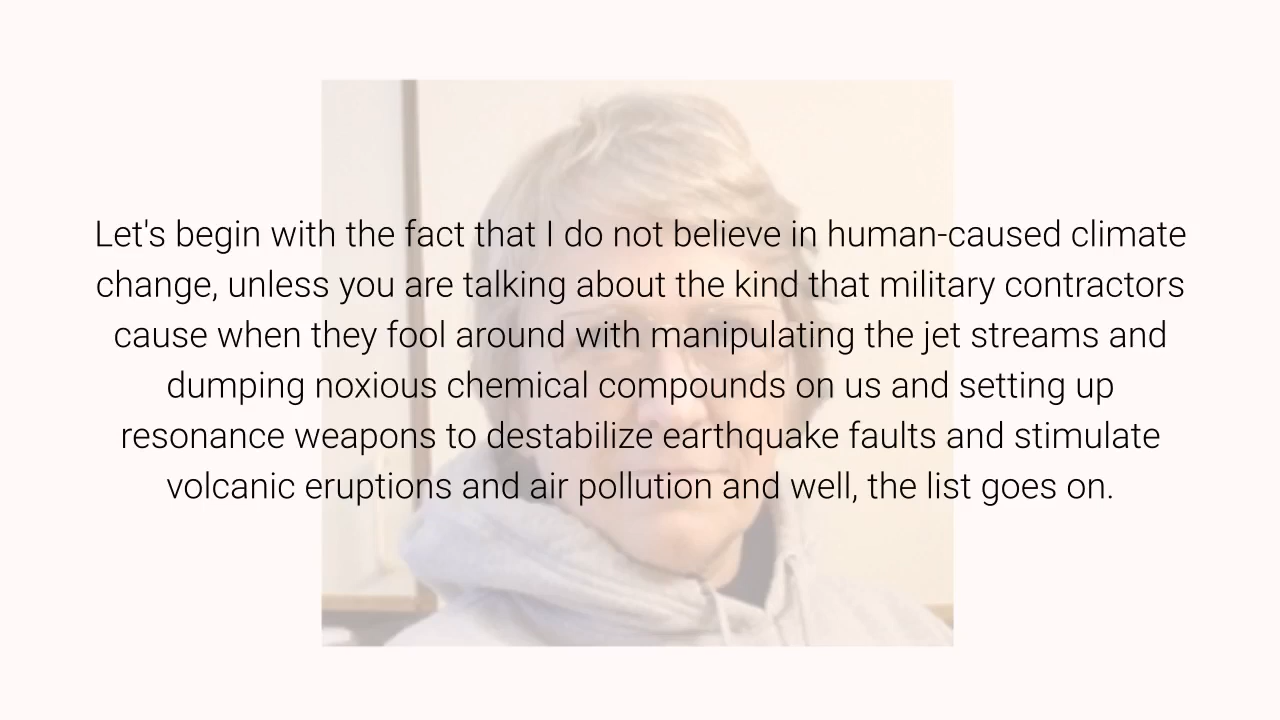 Let's begin with the fact that I do not believe in human-caused climate
change, unless you are talking about the kind that military contractors
cause when they fool around with manipulating the jet streams and
dumping noxious chemical compounds on us and setting up
resonance weapons to destabilize earthquake faults and stimulate
volcanic eruptions and air pollution and well, the list goes on.